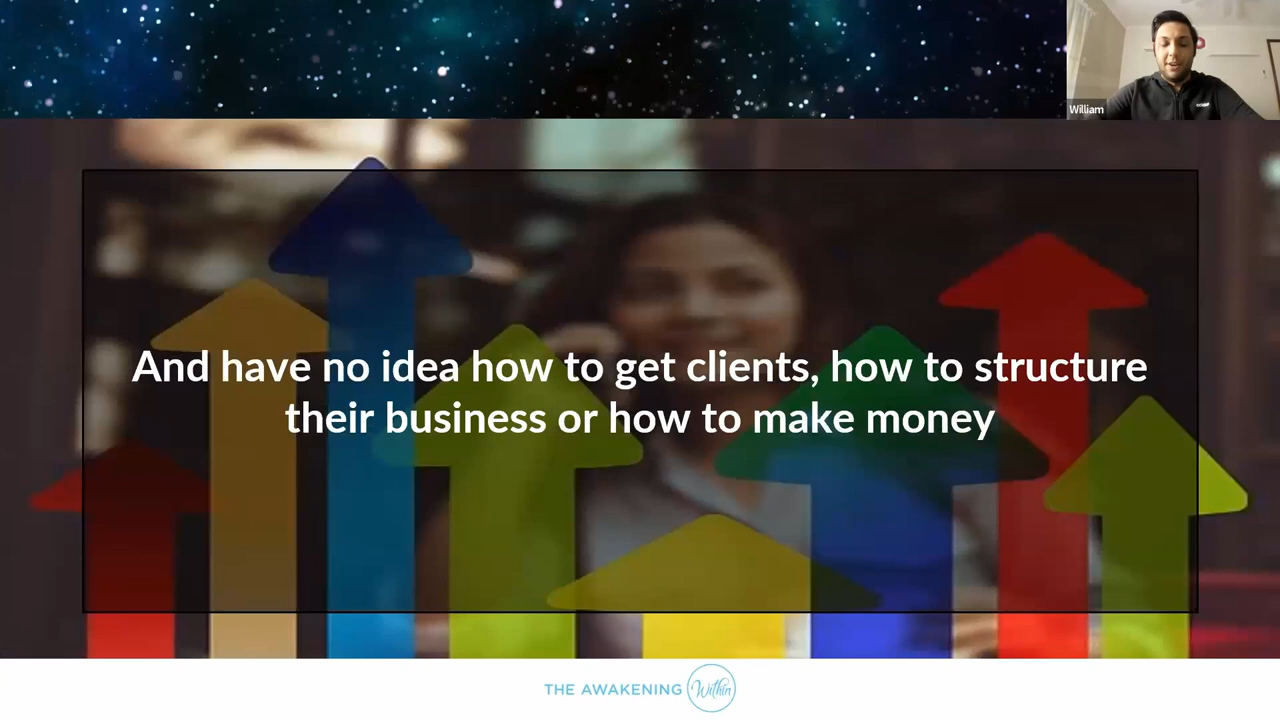 William
And have no idea how to get clients, how to structure
their business or how to make money
THE AWAKENING Within